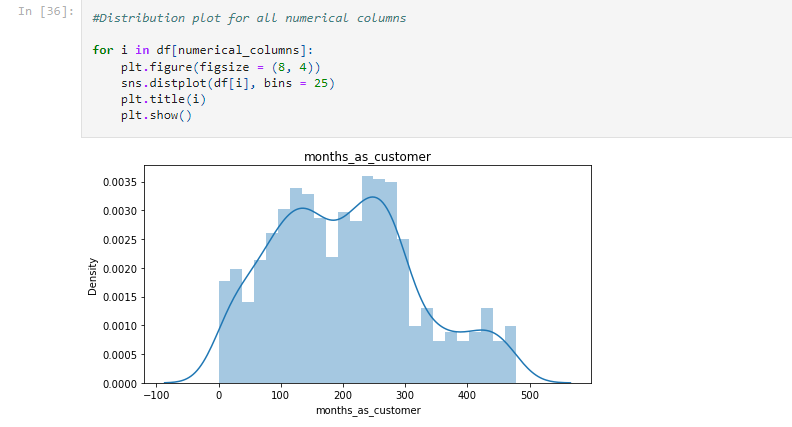 In [36]:
#Distribution plot for all numerical columns
for i in df[numerical_columns]:
    plt.figure(figsize = (8, 4))
    sns.distplot(df[i], bins = 25)
    plt.title(i)
    plt.show()
months_as_customer
0.0035
0.0030
0.0025
0.0020
0.0015
0.0010
0.0005
0.0000
Density
−100 0 100 200 300 400 500
months_as_customer